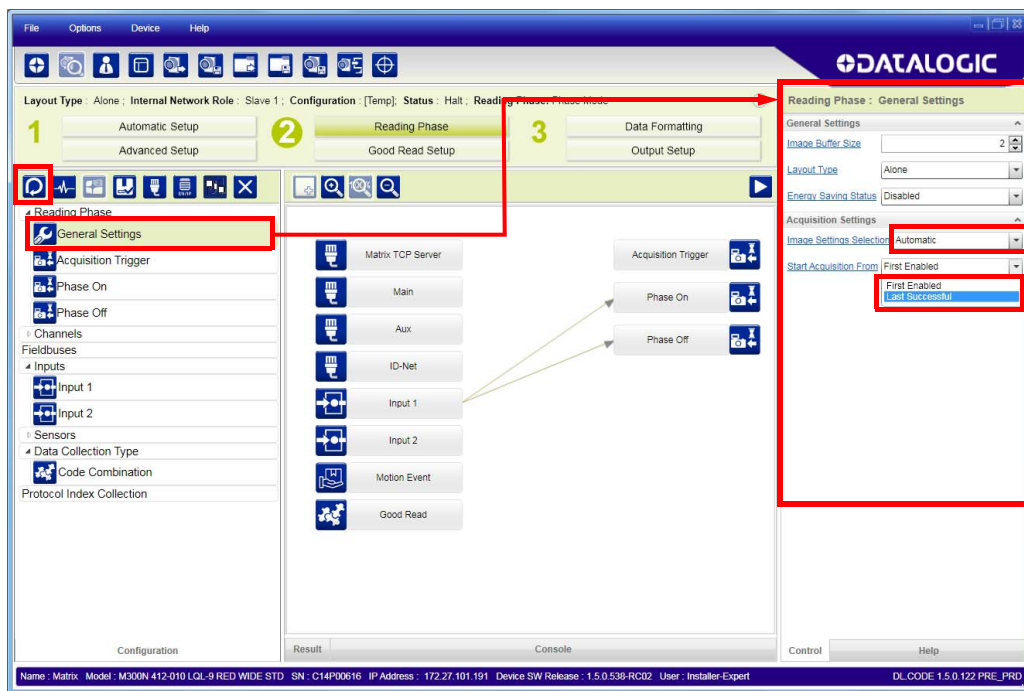 File Options Device Help
DATALOGIC
Layout Type : Alone ; Internal Network Role : Slave 1 ; Configuration : [Temp]; Status : Halt ; Reading Phase: Phase Mode
1 Automatic Setup
Advanced Setup
2 Reading Phase
Good Read Setup
3 Data Formatting
Output Setup
Reading Phase
General Settings
Acquisition Trigger
Phase On
Phase Off
Channels
Fieldbuses
Inputs
Input 1
Input 2
Sensors
Data Collection Type
Code Combination
Protocol Index Collection
Configuration
100%
Matrix TCP Server
Main
Aux
ID-Net
Input 1
Input 2
Motion Event
Good Read
Acquisition Trigger
Phase On
Phase Off
Result Console
Reading Phase : General Settings
General Settings
Image Buffer Size 2
Layout Type Alone
Energy Saving Status Disabled
Acquisition Settings
Image Settings Selection Automatic
Start Acquisition From First Enabled
First Enabled
Last Successful
Control Help
Name : Matrix Model : M300N 412-010 LQL-9 RED WIDE STD SN : C14P00616 IP Address : 172.27.101.191 Device SW Release : 1.5.0.538-RC02 User : Installer-Expert DL.CODE 1.5.0.122 PRE_PRD